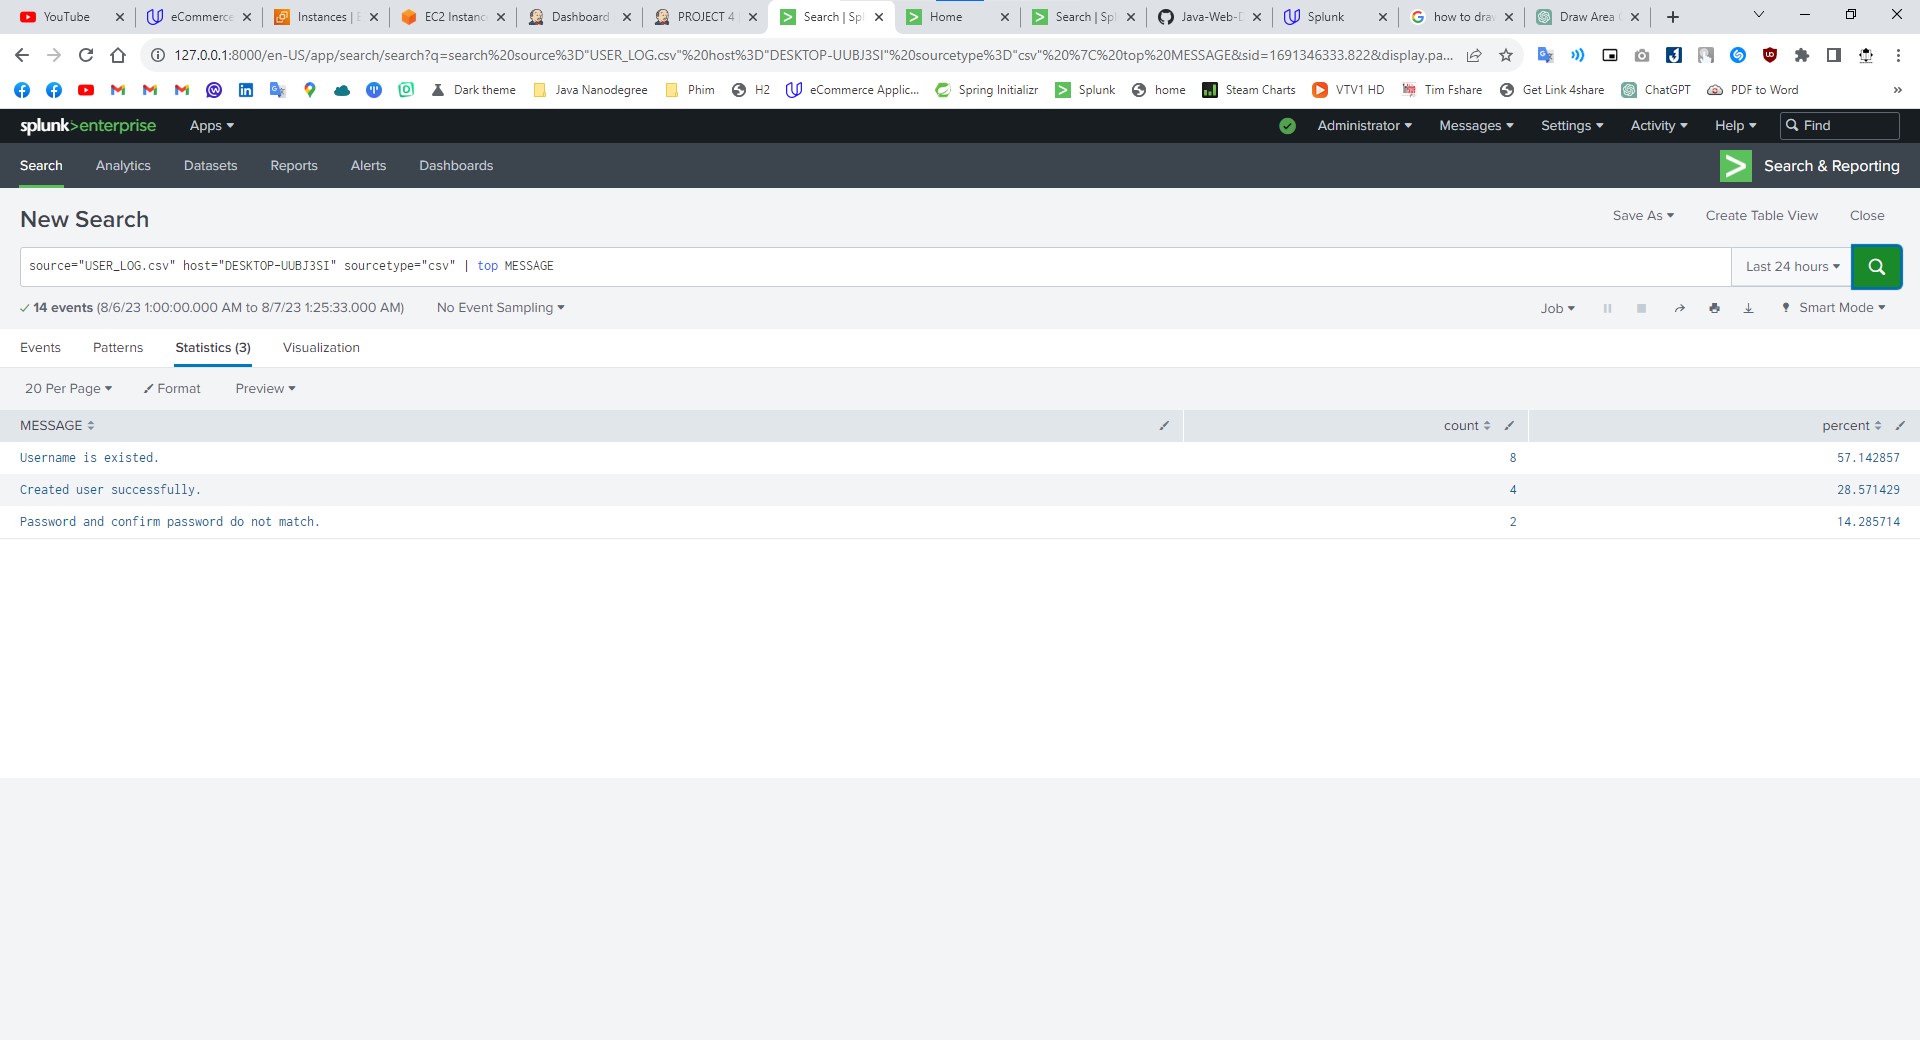 YouTube
eCommerce
Instances | E
EC2 Instanc
Dashboard
PROJECT 4
Search | Spl
Home
Search | Spl
Java-Web-D
Splunk
how to draw
Draw Area C
127.0.0.1:8000/en-US/app/search/search?q=search%20source%3D"USER_LOG.csv"%20host%3D"DESKTOP-UUBJ3SI"%20sourcetype%3D"csv"%20%7C%20top%20MESSAGE&sid=1691346333.822&display.pa...
Dark theme
Java Nanodegree
Phim
H2
eCommerce Applic...
Spring Initializr
Splunk
home
Steam Charts
VTV1 HD
Tim Fshare
Get Link 4share
ChatGPT
PDF to Word
»
splunk>enterprise Apps
Administrator Messages Settings Activity Help Find
Search Analytics Datasets Reports Alerts Dashboards
> Search & Reporting
New Search
Save As Create Table View Close
source="USER_LOG.csv" host="DESKTOP-UUBJ3SI" sourcetype="csv" | top MESSAGE
Last 24 hours
14 events (8/6/23 1:00:00.000 AM to 8/7/23 1:25:33.000 AM) No Event Sampling
Job Smart Mode
Events Patterns Statistics (3) Visualization
20 Per Page Format Preview
MESSAGE count percent
Username is existed. 8 57.142857
Created user successfully. 4 28.571429
Password and confirm password do not match. 2 14.285714